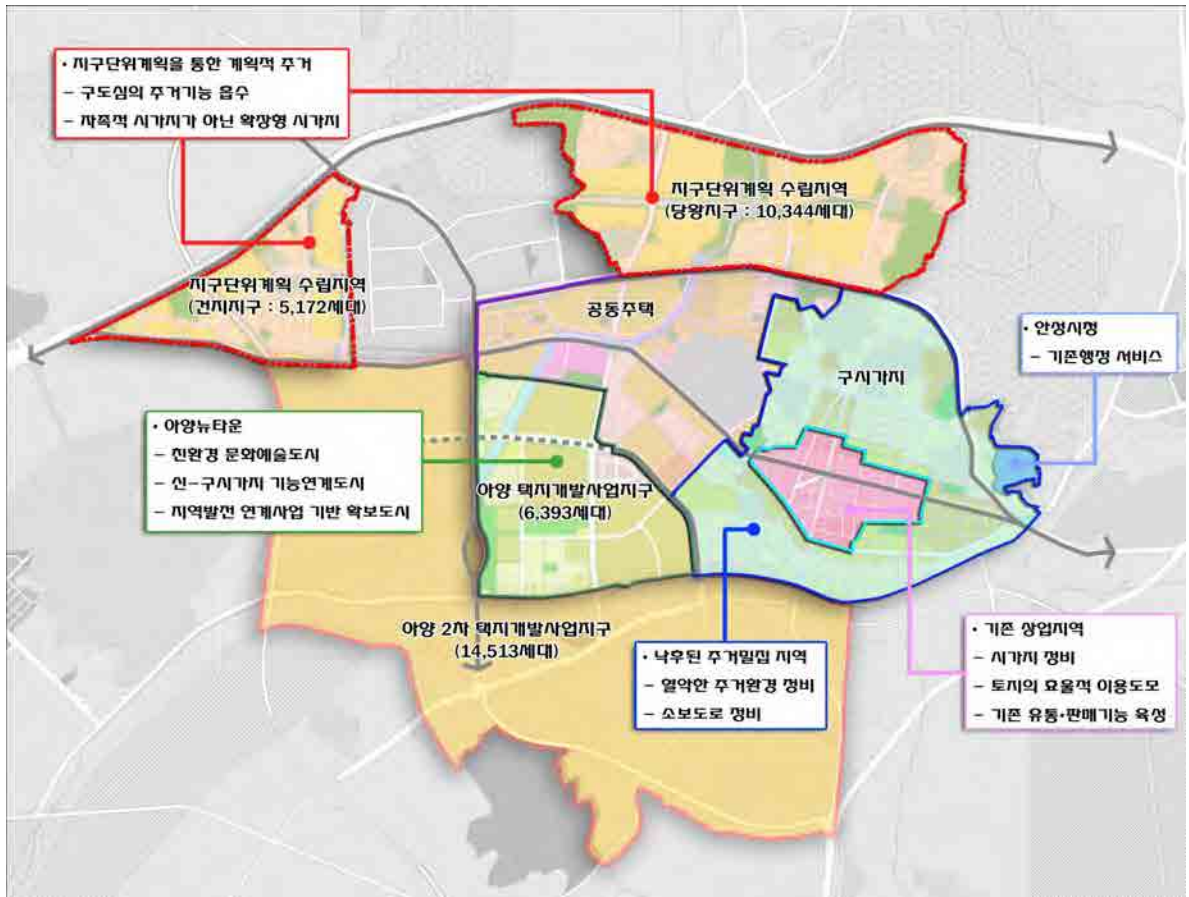 • 지구단위계획을 통한 계획적 주거
– 구도심의 주거기능 흡수
– 자족적 시가지가 아닌 확장형 시가지
지구단위계획 수립지역
(당왕지구 : 10,344세대)
지구단위계획 수립지역
(건지지구 : 5,172세대)
공동주택
구시가지
• 안성시청
– 기존행정 서비스
• 아양뉴타운
– 친환경 문화예술도시
– 신–구시가지 기능연계도시
– 지역발전 연계사업 기반 확보도시
아양 택지개발사업지구
(6,393세대)
아양 2차 택지개발사업지구
(14,513세대)
• 낙후된 주거밀집 지역
– 열악한 주거환경 정비
– 소보도로 정비
• 기존 상업지역
– 시가지 정비
– 토지의 효율적 이용도모
– 기존 유통•판매기능 육성